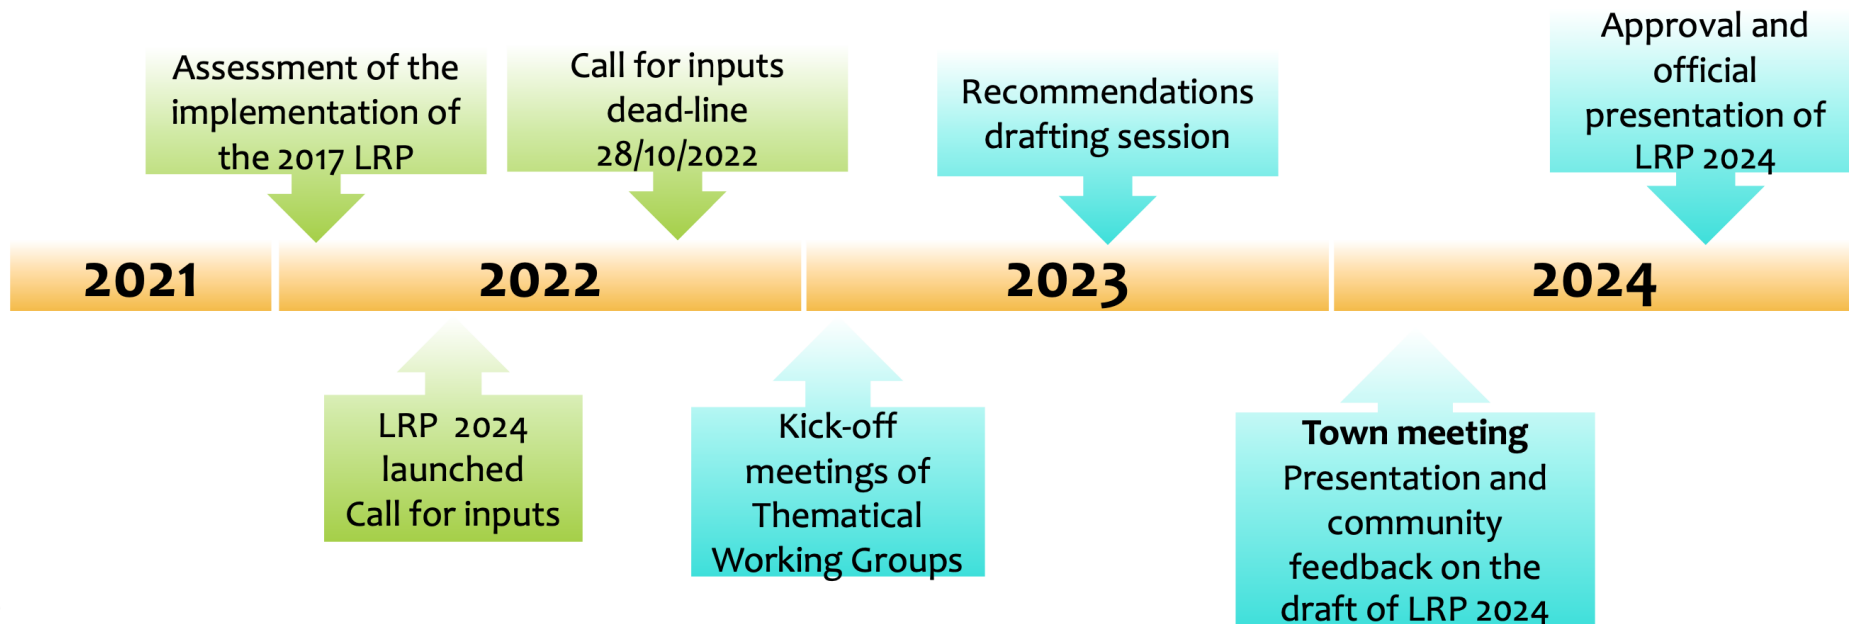 Assessment of the
implementation of
the 2017 LRP
Call for inputs
dead-line
28/10/2022
Recommendations
drafting session
Approval and
official
presentation of
LRP 2024
2021
2022
2023
2024
LRP 2024
launched
Call for inputs
Kick-off
meetings of
Thematical
Working Groups
Town meeting
Presentation and
community
feedback on the
draft of LRP 2024